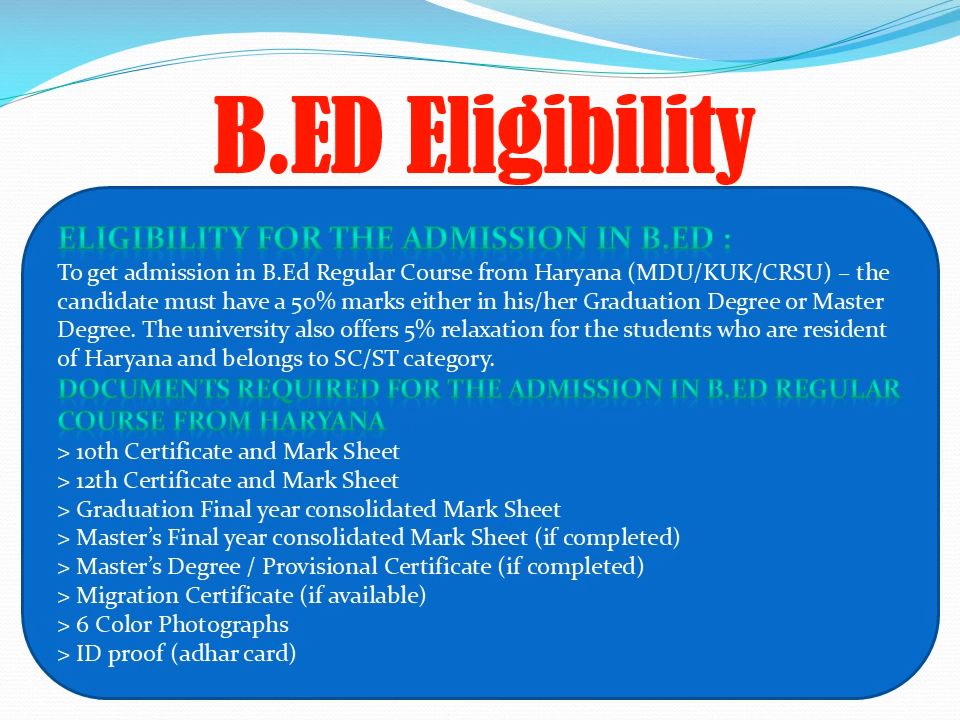 B.ED Eligibility
ELIGIBILITY FOR THE ADMISSION IN B.ED :
To get admission in B.Ed Regular Course from Haryana (MDU/KUK/CRSU) – the
candidate must have a 50% marks either in his/her Graduation Degree or Master
Degree. The university also offers 5% relaxation for the students who are resident
of Haryana and belongs to SC/ST category.
DOCUMENTS REQUIRED FOR THE ADMISSION IN B.ED REGULAR
COURSE FROM HARYANA
> 10th Certificate and Mark Sheet
> 12th Certificate and Mark Sheet
> Graduation Final year consolidated Mark Sheet
> Master’s Final year consolidated Mark Sheet (if completed)
> Master’s Degree / Provisional Certificate (if completed)
> Migration Certificate (if available)
> 6 Color Photographs
> ID proof (adhar card)